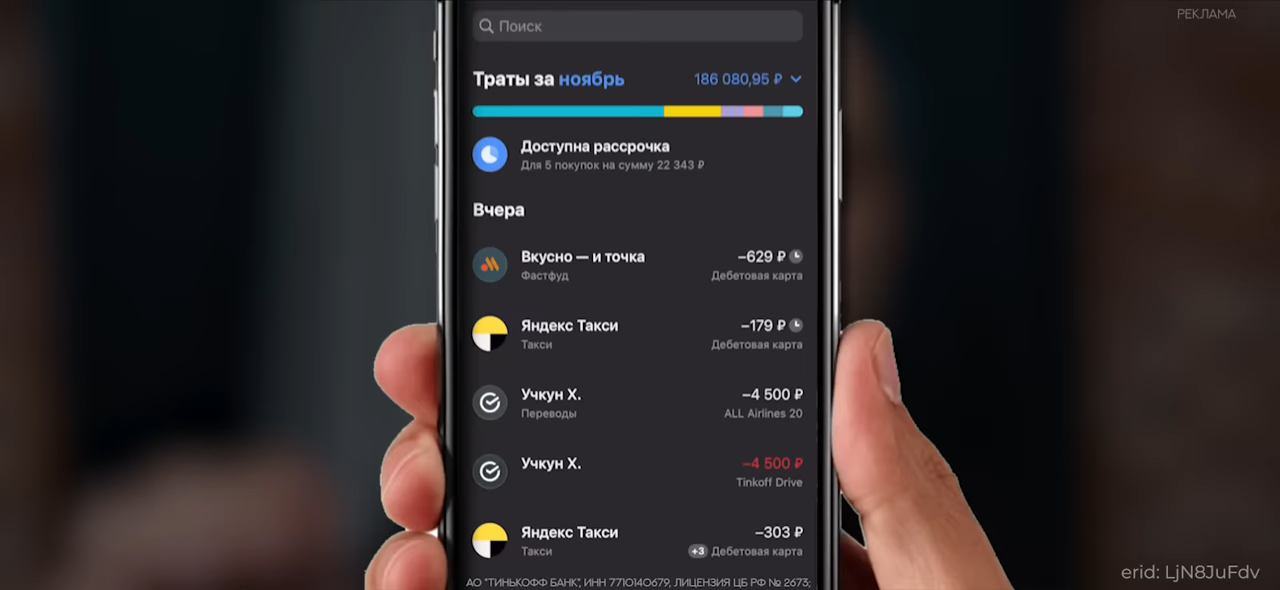 РЕКЛАМА
Поиск
Траты за ноябрь 186 080,95 ₽
Доступна рассрочка
Для 5 покупок на сумму 22 343 ₽
Вчера
Вкусно — и точка –629 ₽
Фастфуд Дебетовая карта
Яндекс Такси –179 ₽
Такси Дебетовая карта
Учкун Х. –4 500 ₽
Переводы ALL Airlines 20
Учкун Х. –4 500 ₽
Tinkoff Drive
Яндекс Такси –303 ₽
Такси +3 Дебетовая карта
АО "ТИНЬКОФФ БАНК", ИНН 7710140679, ЛИЦЕНЗИЯ ЦБ РФ № 2673;
erid: LjN8JuFdv